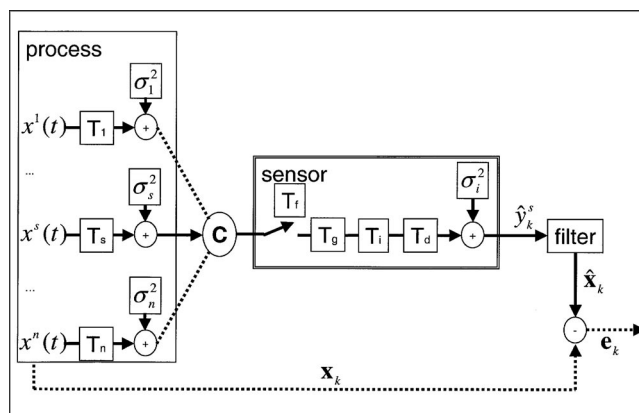 process
σ₁²
x¹(t) T₁ +
...
σₛ²
xˢ(t) Tₛ +
...
σₙ²
xⁿ(t) Tₙ +
C
sensor
T_f
T_g Tᵢ T_d +
σᵢ²
ŷₖˢ
filter
x̂ₖ
-
eₖ
xₖ